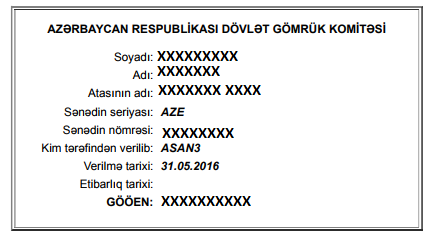 AZƏRBAYCAN RESPUBLİKASI DÖVLƏT GÖMRÜK KOMİTƏSİ
Soyadı: XXXXXXXXX
Adı: XXXXXXX
Atasının adı: XXXXXXX XXXX
Sənədin seriyası: AZE
Sənədin nömrəsi: XXXXXXXX
Kim tərəfindən verilib: ASAN3
Verilmə tarixi: 31.05.2016
Etibarlıq tarixi:
GÖÖEN: XXXXXXXXXX